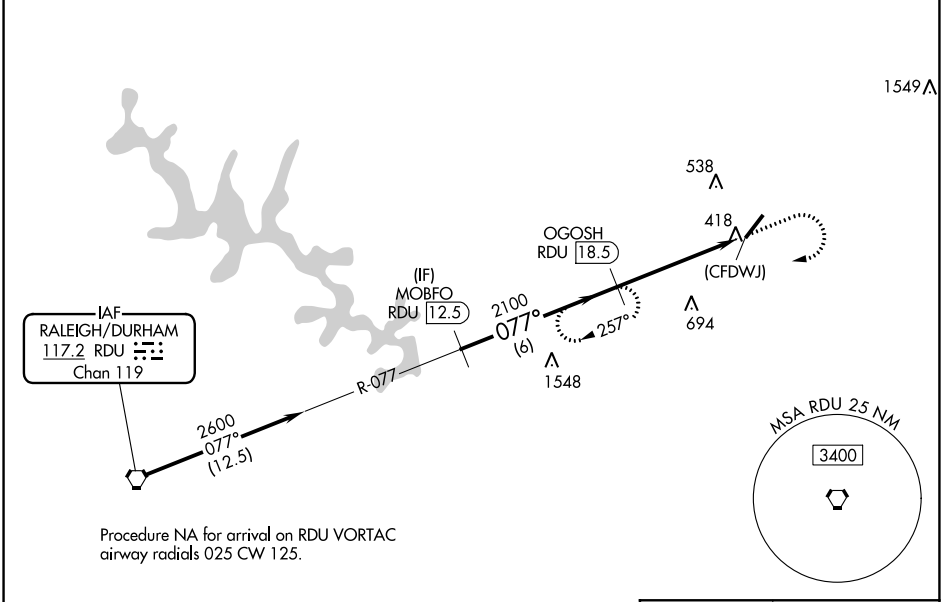 1549
538
418
(CFDWJ)
OGOSH
RDU 18.5
694
(IF)
MOBFO
RDU 12.5
2100
077°
(6)
257°
1548
IAF
RALEIGH/DURHAM
117.2 RDU
Chan 119
R-077
2600
077°
(12.5)
MSA RDU 25 NM
3400
Procedure NA for arrival on RDU VORTAC
airway radials 025 CW 125.